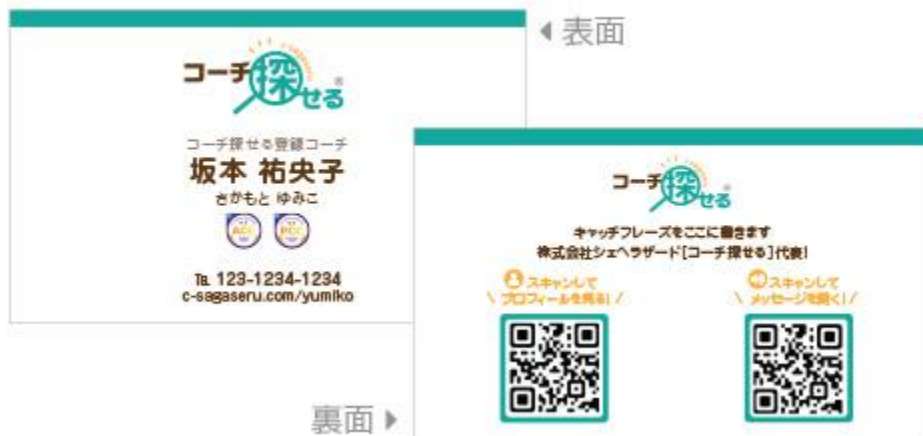 ◀ 表面
コーチ探せる®
コーチ探せる登録コーチ
坂本 祐央子
さかもと ゆみこ
ACC PCC
TEL 123-1234-1234
c-sagaseru.com/yumiko
裏面 ▶
コーチ探せる®
キャッチフレーズをここに書きます
株式会社シェヘラザード[コーチ探せる]代表!
スキャンして
\ プロフィールを見る! /
スキャンして
\ メッセージを聞く! /